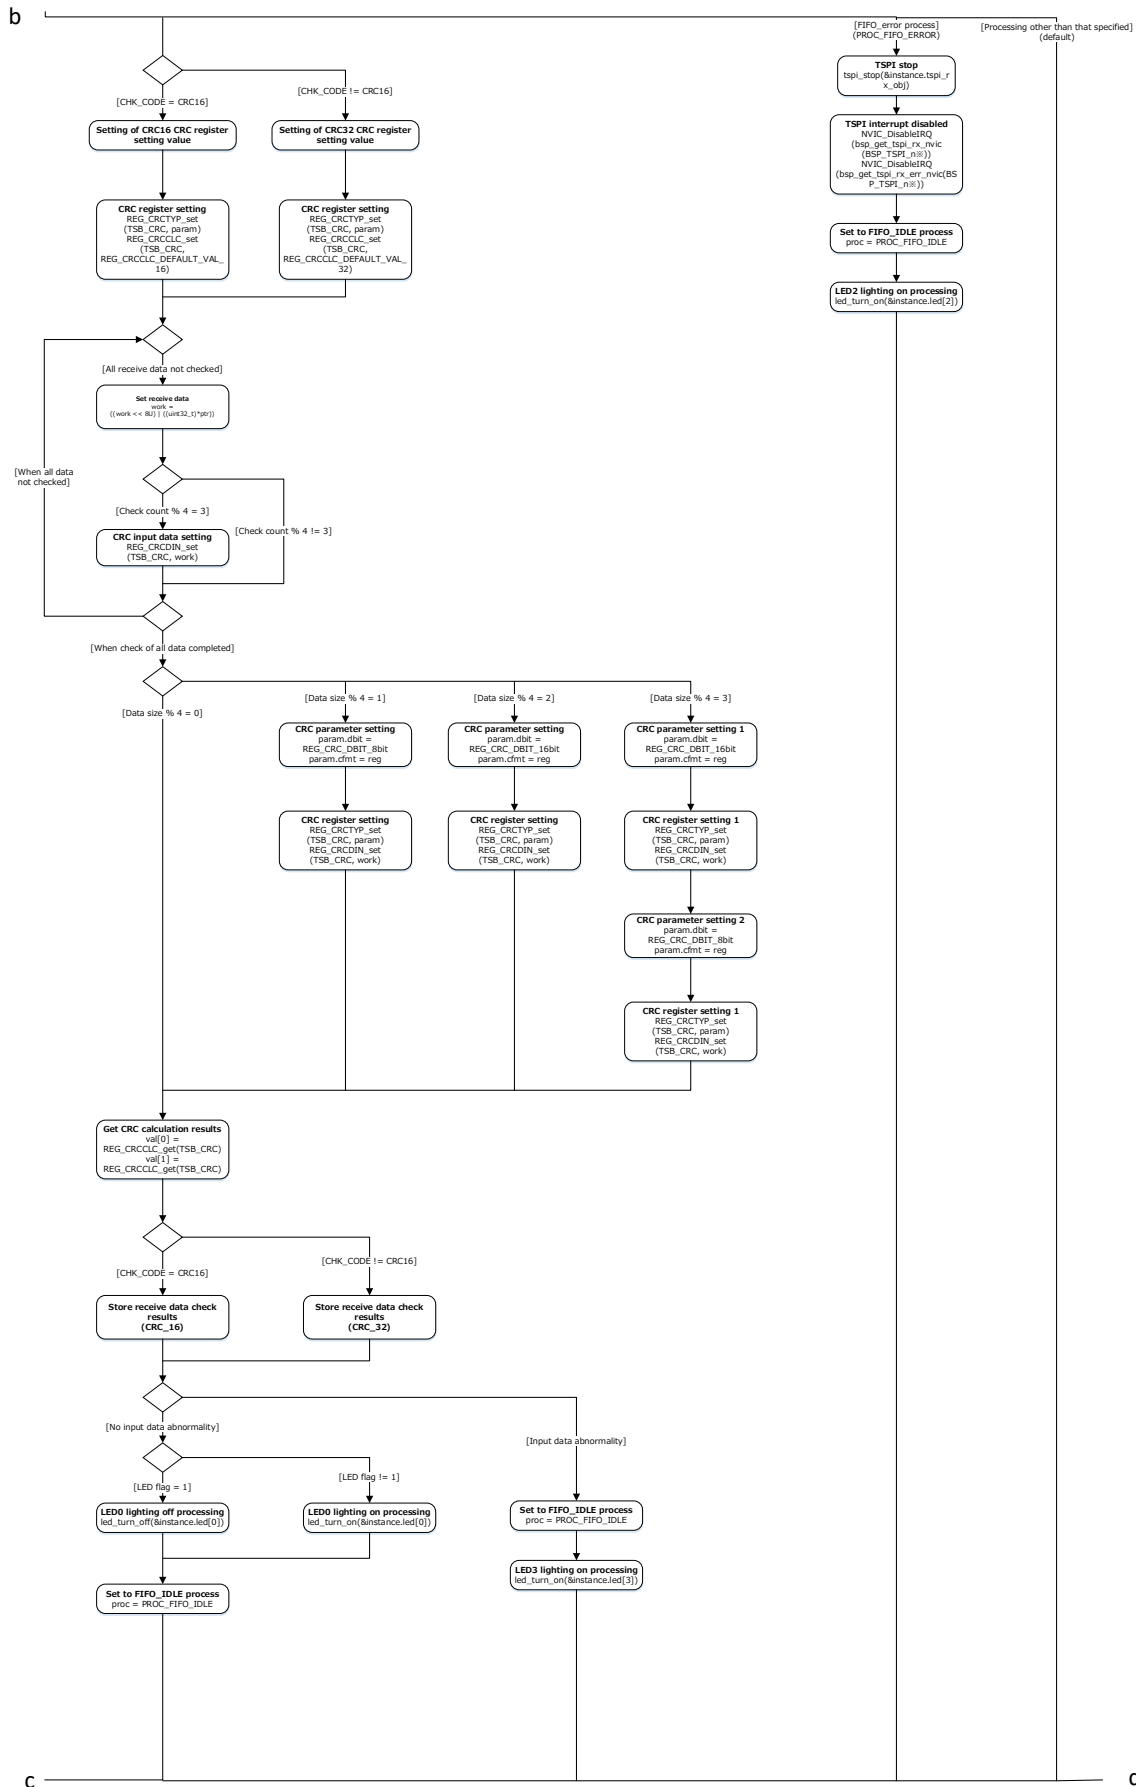 b
[FIFO_error process]
(PROC_FIFO_ERROR)
[Processing other than that specified]
(default)
TSPI stop
tspi_stop(&instance.tspi_r
x_obj)
[CHK_CODE != CRC16]
[CHK_CODE = CRC16]
Setting of CRC16 CRC register
setting value
Setting of CRC32 CRC register
setting value
TSPI interrupt disabled
NVIC_DisableIRQ
(bsp_get_tspi_rx_nvic
(BSP_TSPI_n※))
NVIC_DisableIRQ
(bsp_get_tspi_rx_err_nvic(BS
P_TSPI_n※))
CRC register setting
REG_CRCTYP_set
(TSB_CRC, param)
REG_CRCCLC_set
(TSB_CRC,
REG_CRCCLC_DEFAULT_VAL_
16)
CRC register setting
REG_CRCTYP_set
(TSB_CRC, param)
REG_CRCCLC_set
(TSB_CRC,
REG_CRCCLC_DEFAULT_VAL_
32)
Set to FIFO_IDLE process
proc = PROC_FIFO_IDLE
LED2 lighting on processing
led_turn_on(&instance.led[2])
[All receive data not checked]
Set receive data
work =
((work << 8U) | ((uint32_t)*ptr))
[When all data
not checked]
[Check count % 4 = 3]
[Check count % 4 != 3]
CRC input data setting
REG_CRCDIN_set
(TSB_CRC, work)
[When check of all data completed]
[Data size % 4 = 0]
[Data size % 4 = 1]
[Data size % 4 = 2]
[Data size % 4 = 3]
CRC parameter setting
param.dbit =
REG_CRC_DBIT_8bit
param.cfmt = reg
CRC parameter setting
param.dbit =
REG_CRC_DBIT_16bit
param.cfmt = reg
CRC parameter setting 1
param.dbit =
REG_CRC_DBIT_16bit
param.cfmt = reg
CRC register setting
REG_CRCTYP_set
(TSB_CRC, param)
REG_CRCDIN_set
(TSB_CRC, work)
CRC register setting
REG_CRCTYP_set
(TSB_CRC, param)
REG_CRCDIN_set
(TSB_CRC, work)
CRC register setting 1
REG_CRCTYP_set
(TSB_CRC, param)
REG_CRCDIN_set
(TSB_CRC, work)
CRC parameter setting 2
param.dbit =
REG_CRC_DBIT_8bit
param.cfmt = reg
CRC register setting 1
REG_CRCTYP_set
(TSB_CRC, param)
REG_CRCDIN_set
(TSB_CRC, work)
Get CRC calculation results
val[0] =
REG_CRCCLC_get(TSB_CRC)
val[1] =
REG_CRCCLC_get(TSB_CRC)
[CHK_CODE != CRC16]
[CHK_CODE = CRC16]
Store receive data check
results
(CRC_16)
Store receive data check
results
(CRC_32)
[No input data abnormality]
[Input data abnormality]
[LED flag = 1]
[LED flag != 1]
LED0 lighting off processing
led_turn_off(&instance.led[0])
LED0 lighting on processing
led_turn_on(&instance.led[0])
Set to FIFO_IDLE process
proc = PROC_FIFO_IDLE
LED3 lighting on processing
led_turn_on(&instance.led[3])
Set to FIFO_IDLE process
proc = PROC_FIFO_IDLE
c